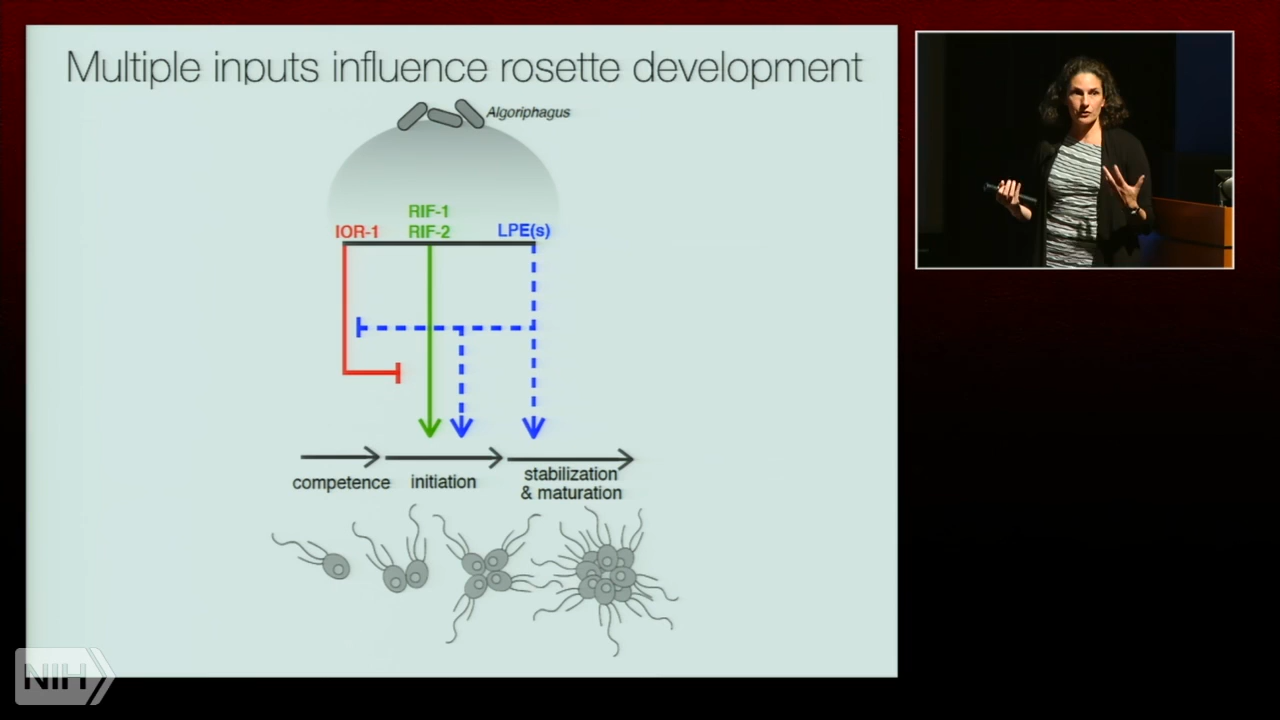 Multiple inputs influence rosette development
Algoriphagus
RIF-1
IOR-1 RIF-2 LPE(s)
competence initiation stabilization
& maturation
NIH